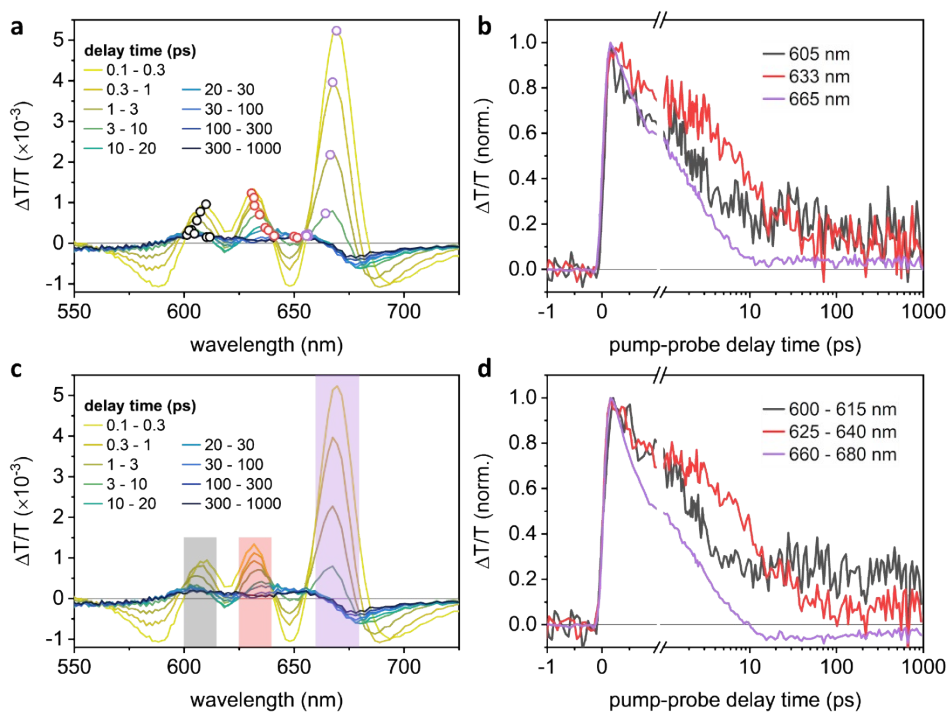 a
delay time (ps)
0.1 - 0.3
0.3 - 1
1 - 3
3 - 10
10 - 20
20 - 30
30 - 100
100 - 300
300 - 1000
ΔT/T (×10⁻³)
5
4
3
2
1
0
-1
550
600
650
700
wavelength (nm)
b
605 nm
633 nm
665 nm
ΔT/T (norm.)
1.0
0.8
0.6
0.4
0.2
0.0
-1
0
10
100
1000
pump-probe delay time (ps)
c
delay time (ps)
0.1 - 0.3
0.3 - 1
1 - 3
3 - 10
10 - 20
20 - 30
30 - 100
100 - 300
300 - 1000
ΔT/T (×10⁻³)
5
4
3
2
1
0
-1
550
600
650
700
wavelength (nm)
d
600 - 615 nm
625 - 640 nm
660 - 680 nm
ΔT/T (norm.)
1.0
0.8
0.6
0.4
0.2
0.0
-1
0
10
100
1000
pump-probe delay time (ps)